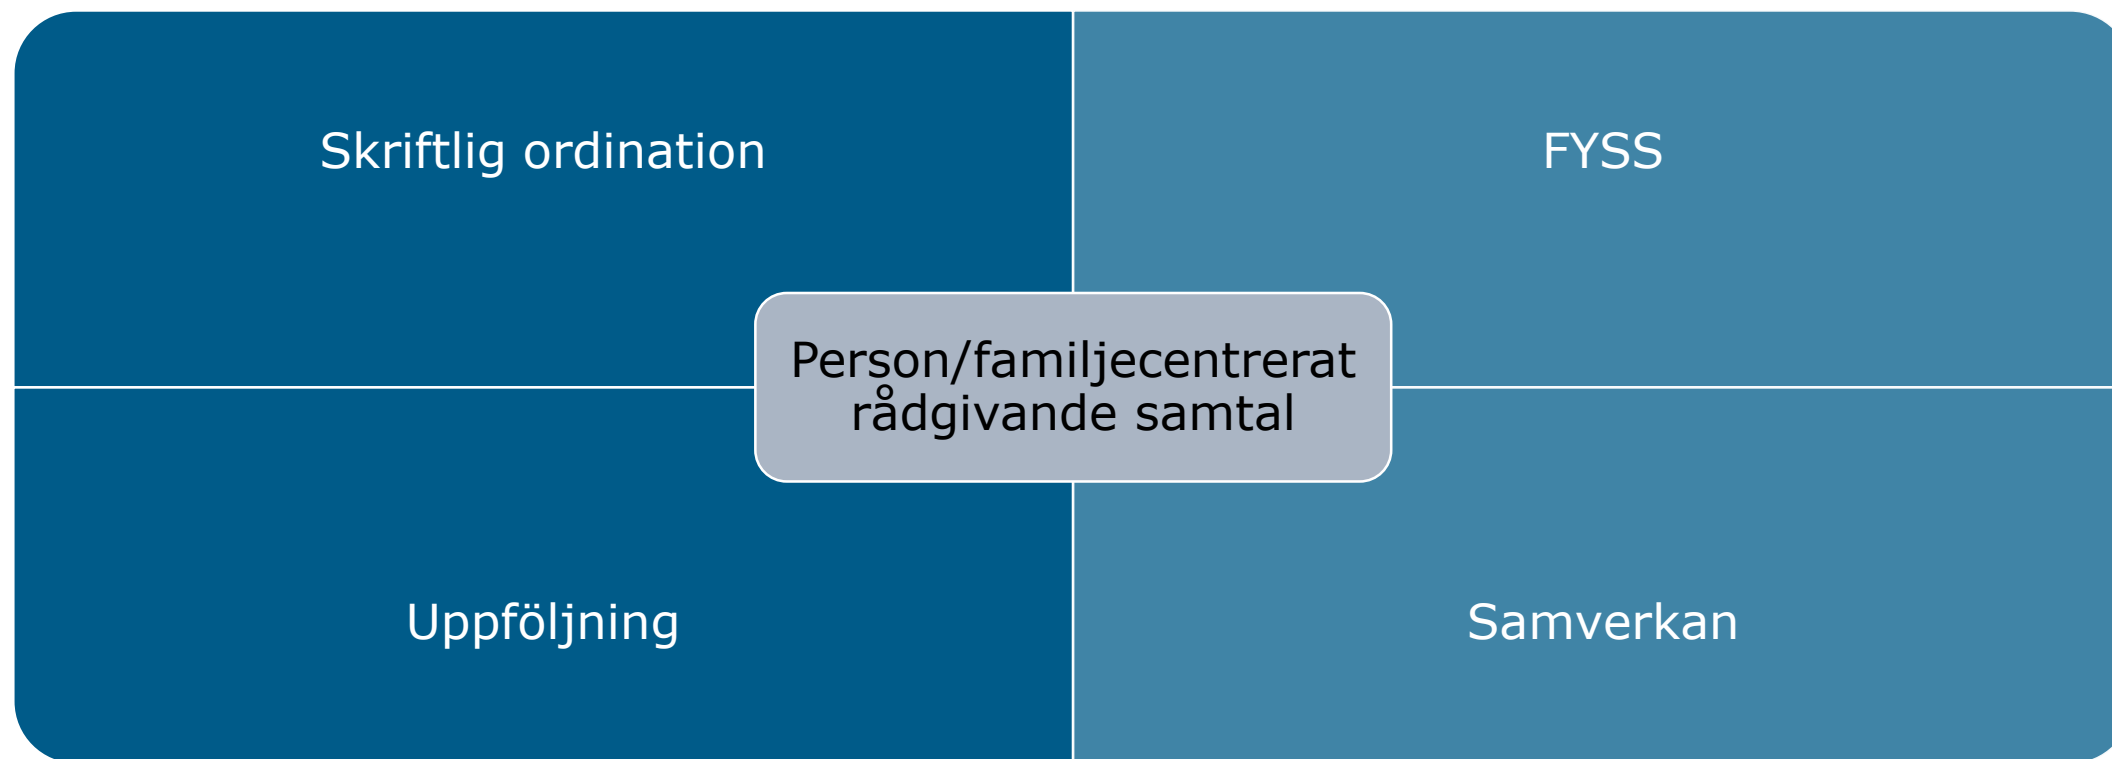 Skriftlig ordination
FYSS
Person/familjecentrerat
rådgivande samtal
Uppföljning
Samverkan